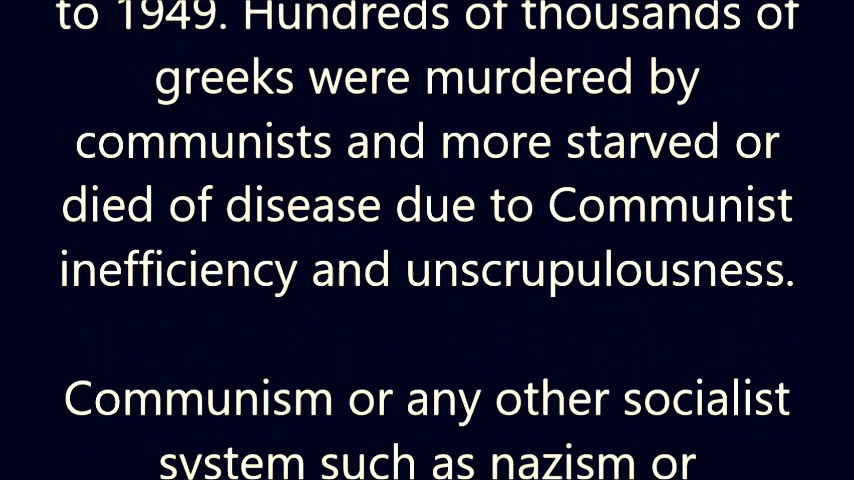 to 1949. Hundreds of thousands of
greeks were murdered by
communists and more starved or
died of disease due to Communist
inefficiency and unscrupulousness.
Communism or any other socialist
system such as nazism or